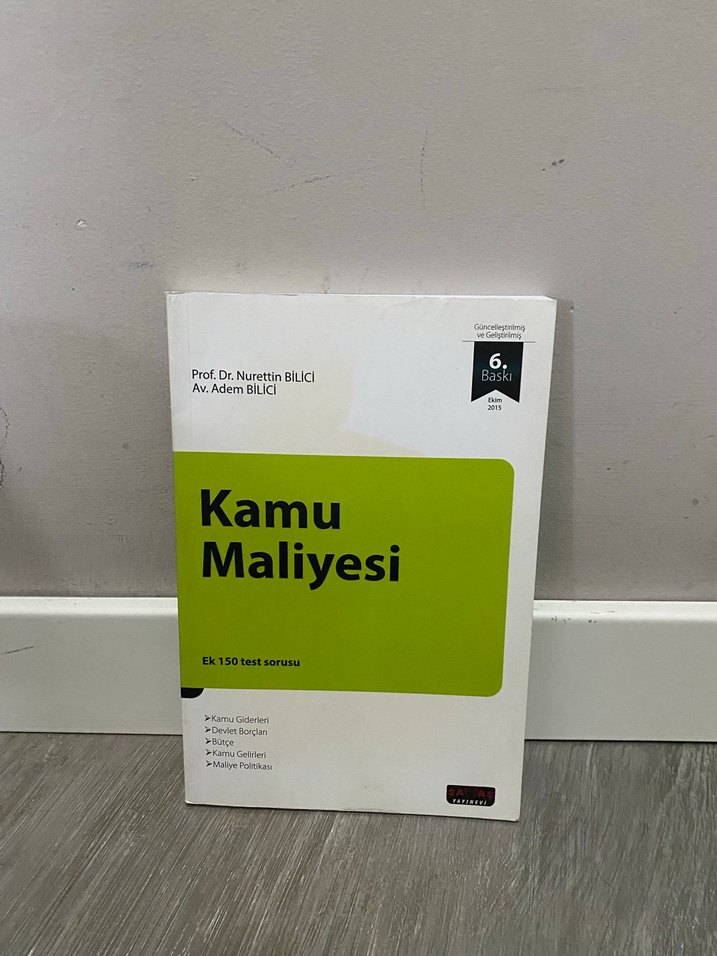 Güncelleştirilmiş
ve Geliştirilmiş
6.
Baskı
Ekim
2015
Prof. Dr. Nurettin BİLİCİ
Av. Adem BİLİCİ
Kamu
Maliyesi
Ek 150 test sorusu
➢Kamu Giderleri
➢Devlet Borçları
➢Bütçe
➢Kamu Gelirleri
➢Maliye Politikası
SAVAŞ
YAYINEVİ